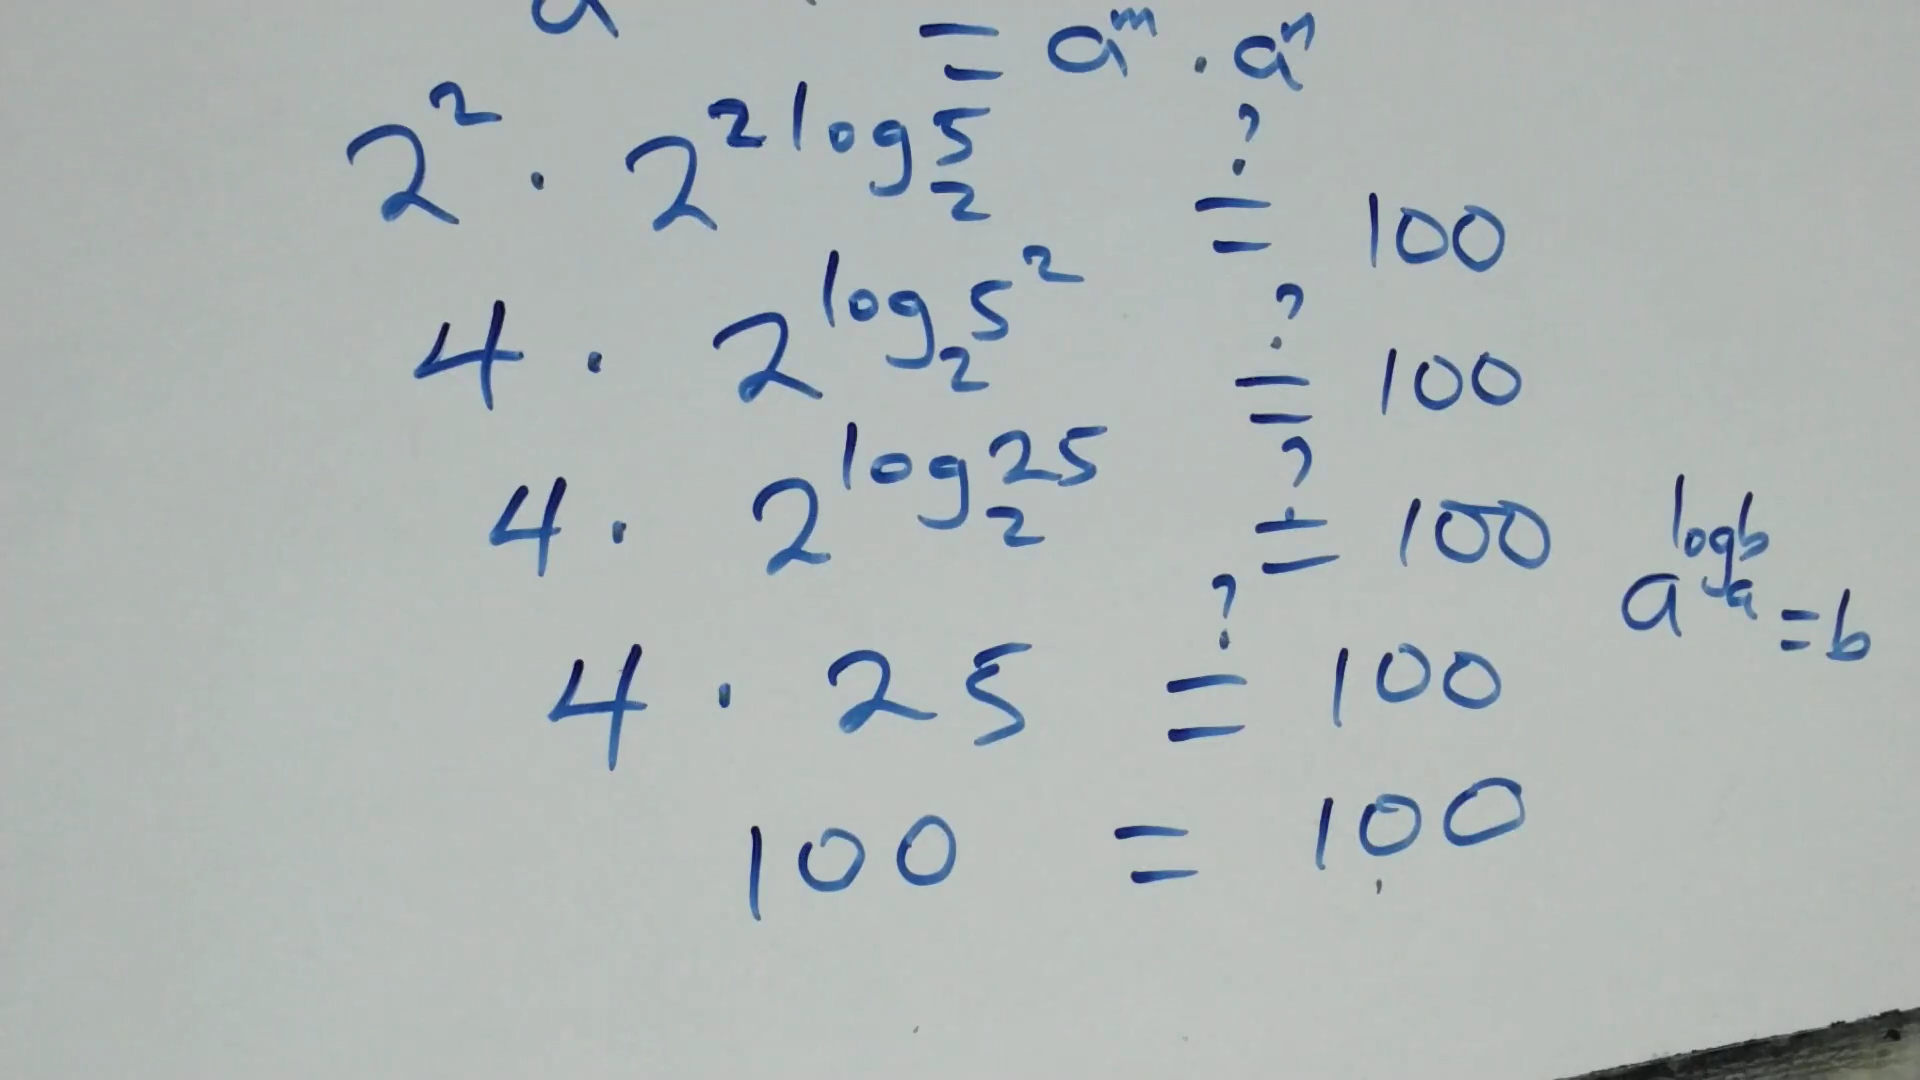 a = a^m . a^n
2^2 . 2^(2 log_2 5) ?= 100
4 . 2^(log_2 5^2) ?= 100
4 . 2^(log_2 25) ?= 100
a^(log_a b) = b
4 . 25 ?= 100
100 = 100